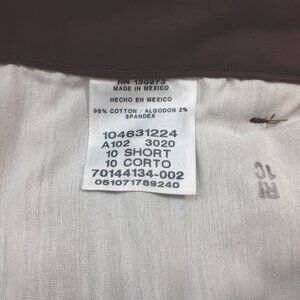 RN 130273
MADE IN MEXICO
HECHO EN MEXICO
98% COTTON / ALGODON 2%
SPANDEX
104631224
A102 3020
10 SHORT
10 CORTO
70144134-002
051071789240